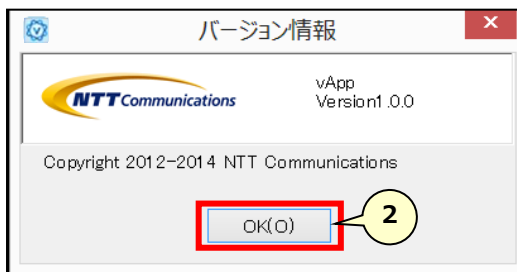 バージョン情報
NTT Communications
vApp
Version1.0.0
Copyright 2012-2014 NTT Communications
OK(O)
2